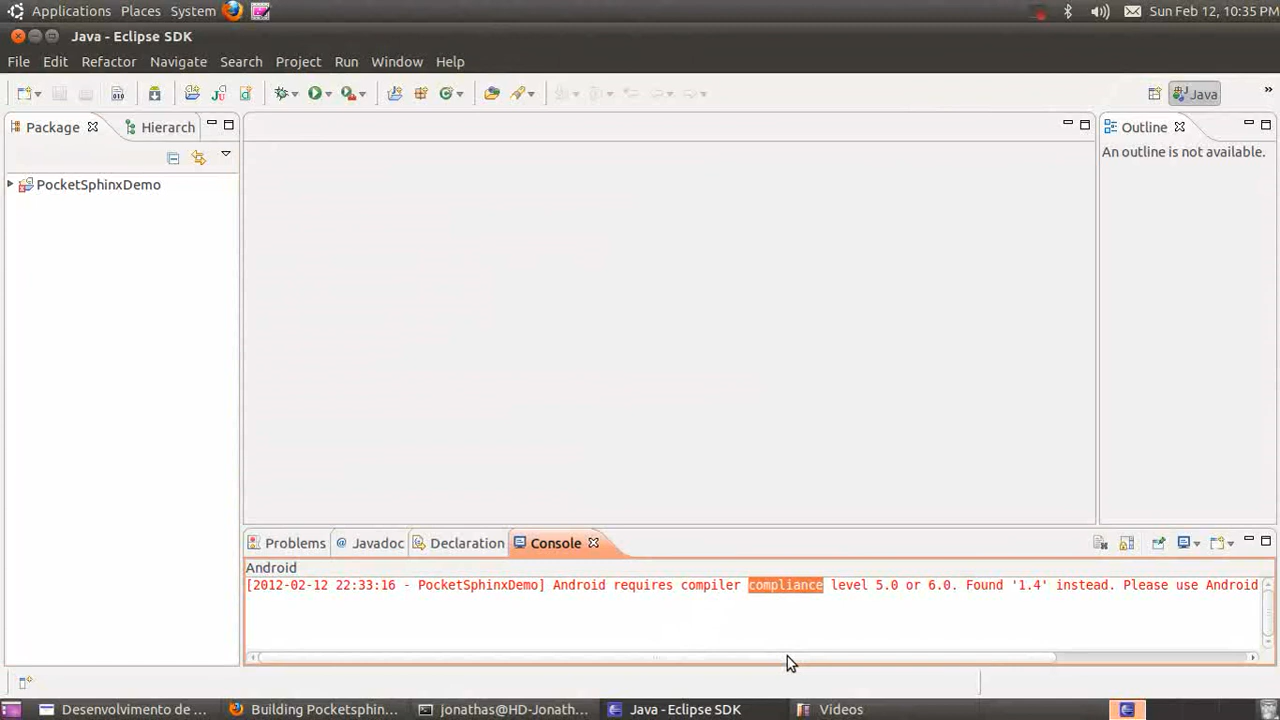 Applications Places System Sun Feb 12, 10:35 PM
Java - Eclipse SDK
File Edit Refactor Navigate Search Project Run Window Help
Java »
Package Hierarch Outline
An outline is not available.
PocketSphinxDemo
Problems @ Javadoc Declaration Console
Android
[2012-02-12 22:33:16 - PocketSphinxDemo] Android requires compiler compliance level 5.0 or 6.0. Found '1.4' instead. Please use Android
Desenvolvimento de ... Building Pocketsphin... jonathas@HD-Jonath... Java - Eclipse SDK Videos